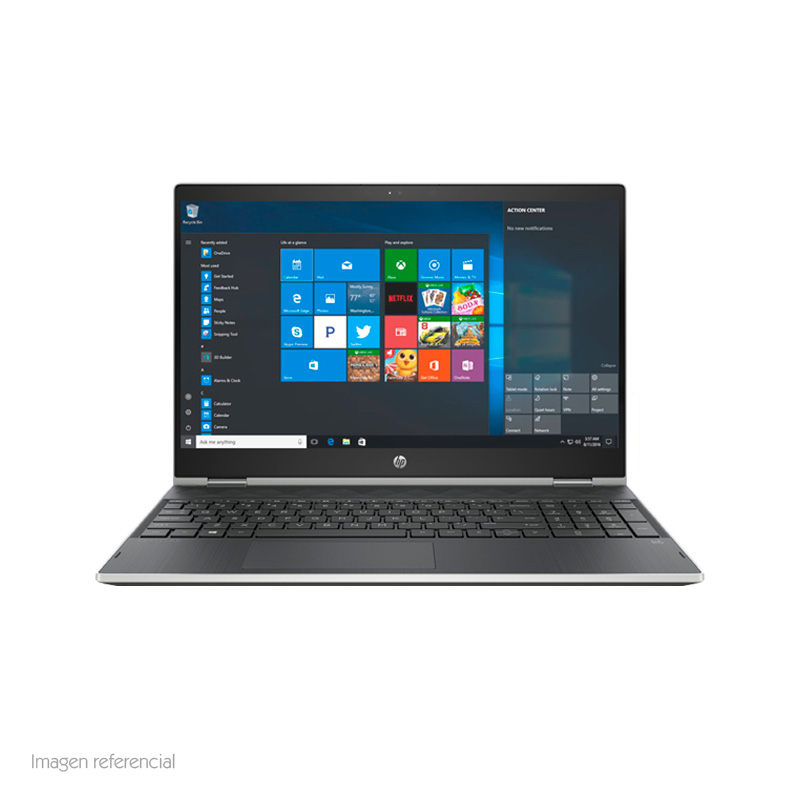 Recycle Bin
Recently added
OneDrive
Most used
Get Started
Feedback Hub
Maps
People
Sticky Notes
Snipping Tool
#
3D Builder
A
Alarms & Clock
C
Calculator
Calendar
Camera
Life at a glance
Calendar
Mail
Microsoft Edge
Photos
Mostly Sunny
77°
Washington,...
Skype Preview
P
Twitter
Store
Play and explore
Xbox
Groove Music
Movies & TV
NETFLIX
Get Office
OneNote
ACTION CENTER
No new notifications
Collapse
Tablet mode
Rotation lock
Note
All settings
Location
Quiet hours
VPN
Project
Connect
Network
Ask me anything
hp
Imagen referencial